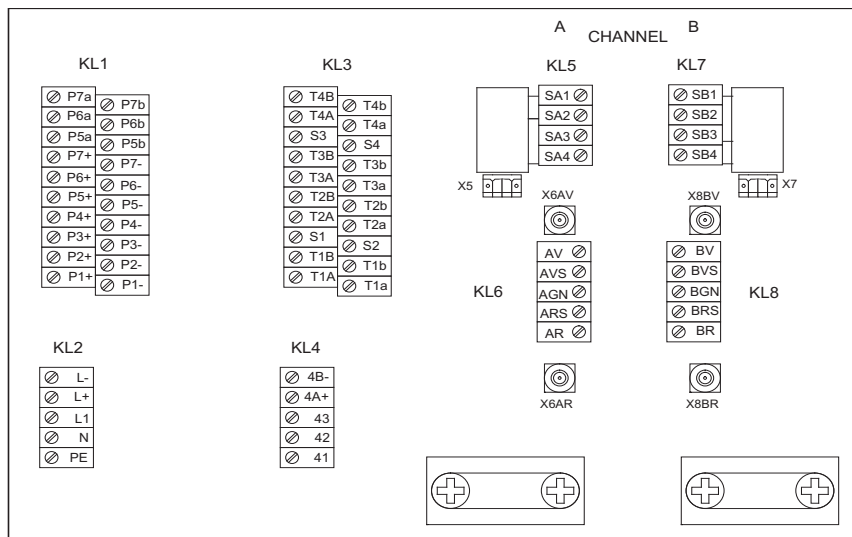 A B
CHANNEL
KL1
P7a P7b
P6a P6b
P5a P5b
P7+ P7-
P6+ P6-
P5+ P5-
P4+ P4-
P3+ P3-
P2+ P2-
P1+ P1-
KL3
T4B T4b
T4A T4a
S3 S4
T3B T3b
T3A T3a
T2B T2b
T2A T2a
S1 S2
T1B T1b
T1A T1a
KL5
SA1
SA2
SA3
SA4
X5
KL7
SB1
SB2
SB3
SB4
X7
X6AV
X8BV
KL6
AV
AVS
AGN
ARS
AR
KL8
BV
BVS
BGN
BRS
BR
X6AR
X8BR
KL2
L-
L+
L1
N
PE
KL4
4B-
4A+
43
42
41